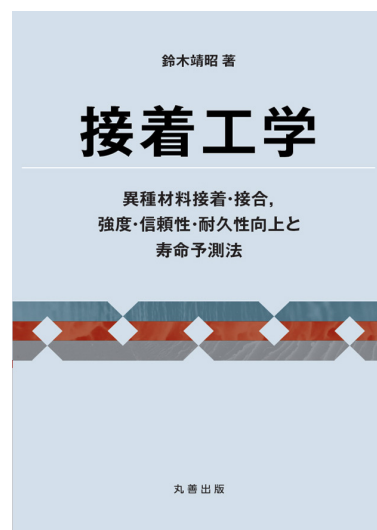 鈴木靖昭 著
接着工学
異種材料接着・接合,
強度・信頼性・耐久性向上と
寿命予測法
丸善出版